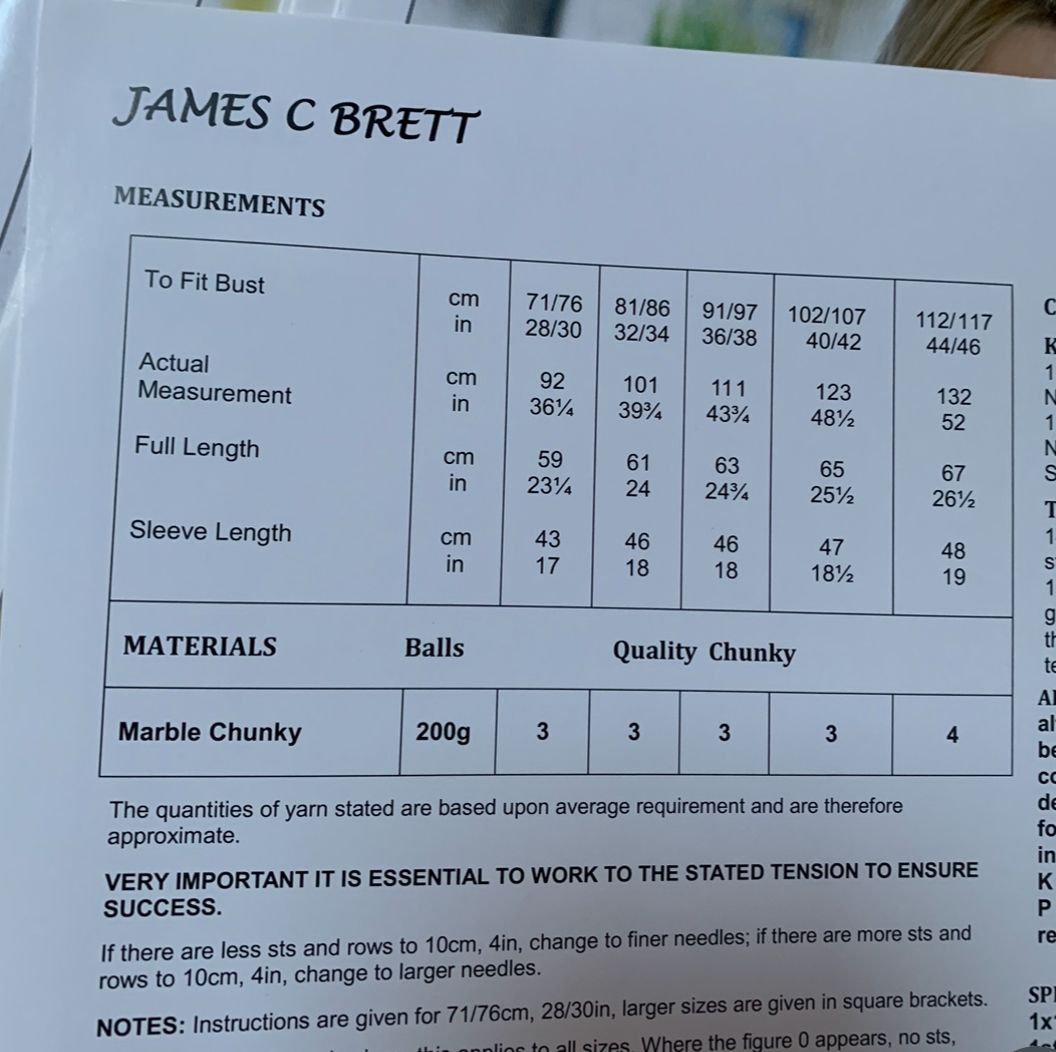 JAMES C BRETT
MEASUREMENTS
To Fit Bust cm 71/76 81/86 91/97 102/107 112/117
in 28/30 32/34 36/38 40/42 44/46
Actual
Measurement cm 92 101 111 123 132
in 36¼ 39¾ 43¾ 48½ 52
Full Length cm 59 61 63 65 67
in 23¼ 24 24¾ 25½ 26½
Sleeve Length cm 43 46 46 47 48
in 17 18 18 18½ 19
MATERIALS Balls Quality Chunky
Marble Chunky 200g 3 3 3 3 4
The quantities of yarn stated are based upon average requirement and are therefore
approximate.
VERY IMPORTANT IT IS ESSENTIAL TO WORK TO THE STATED TENSION TO ENSURE
SUCCESS.
If there are less sts and rows to 10cm, 4in, change to finer needles; if there are more sts and
rows to 10cm, 4in, change to larger needles.
NOTES: Instructions are given for 71/76cm, 28/30in, larger sizes are given in square brackets.
this applies to all sizes. Where the figure 0 appears, no sts,